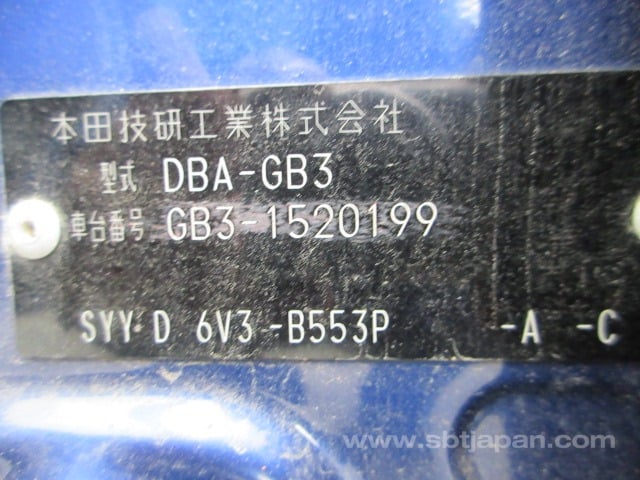 本田技研工業株式会社
型式 DBA-GB3
車台番号 GB3-1520199
SYY·D 6V3 -B553P -A -C
www.sbtjapan.com